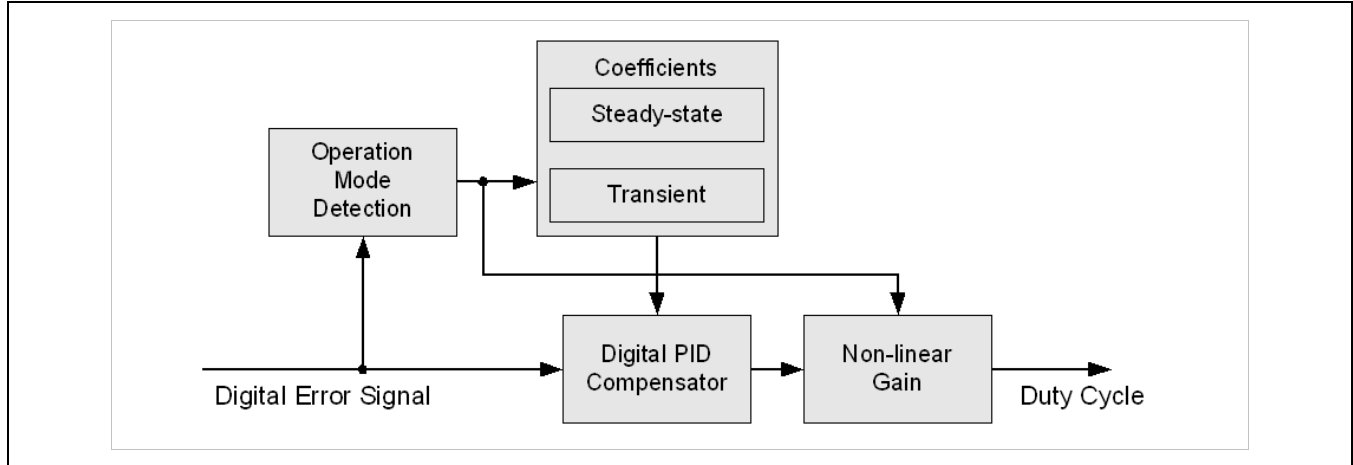 Coefficients
Steady-state
Transient
Operation
Mode
Detection
Digital PID
Compensator
Non-linear
Gain
Digital Error Signal
Duty Cycle